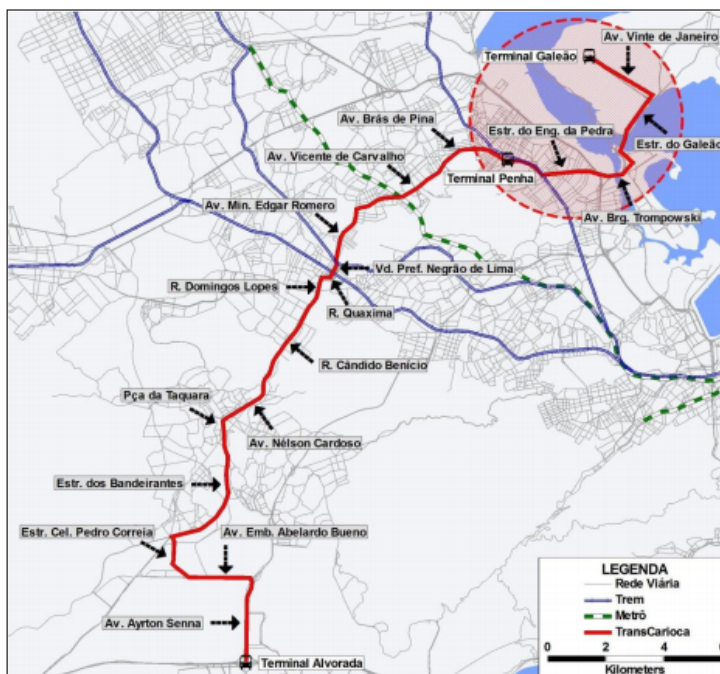 Av. Vinte de Janeiro
Terminal Galeão
Av. Brás de Pina
Estr. do Eng. da Pedra
Estr. do Galeão
Av. Vicente de Carvalho
Terminal Penha
Av. Min. Edgar Romero
Av. Brg. Trompowski
Vd. Pref. Negrão de Lima
R. Domingos Lopes
R. Quaxima
R. Cândido Benício
Pça da Taquara
Av. Nélson Cardoso
Estr. dos Bandeirantes
Estr. Cel. Pedro Correia
Av. Emb. Abelardo Bueno
Av. Ayrton Senna
Terminal Alvorada
LEGENDA
Rede Viária
Trem
Metrô
TransCarioca
0 2 4 6
Kilometers